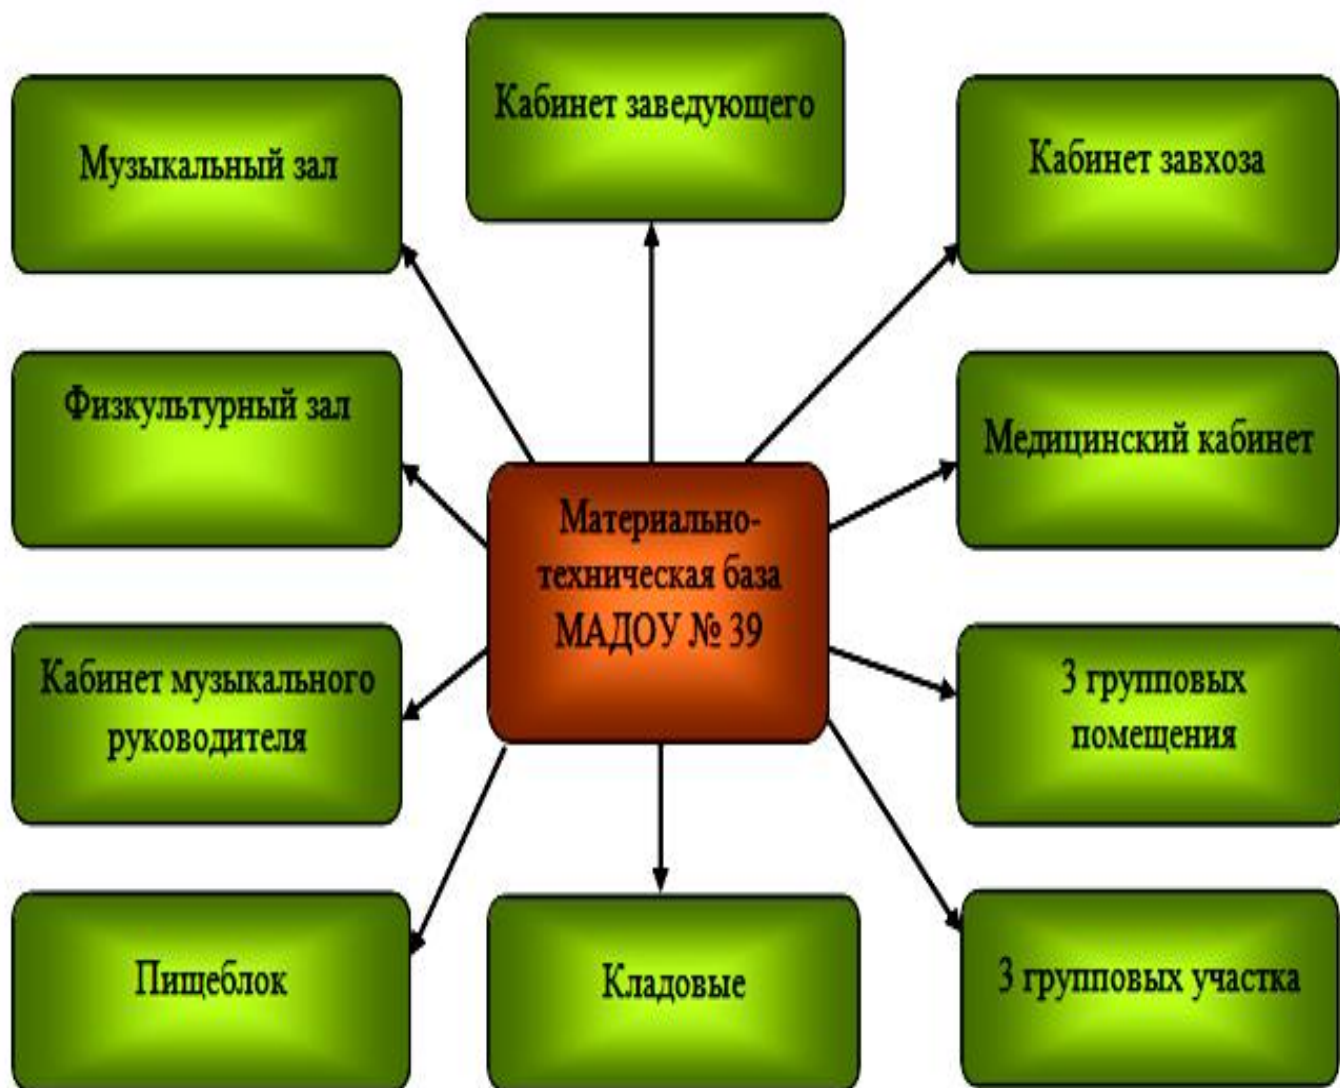 Кабинет заведующего
Музыкальный зал
Кабинет завхоза
Физкультурный зал
Медицинский кабинет
Материально-
техническая база
МАДОУ № 39
Кабинет музыкального
руководителя
3 групповых
помещения
Пищеблок
Кладовые
3 групповых участка